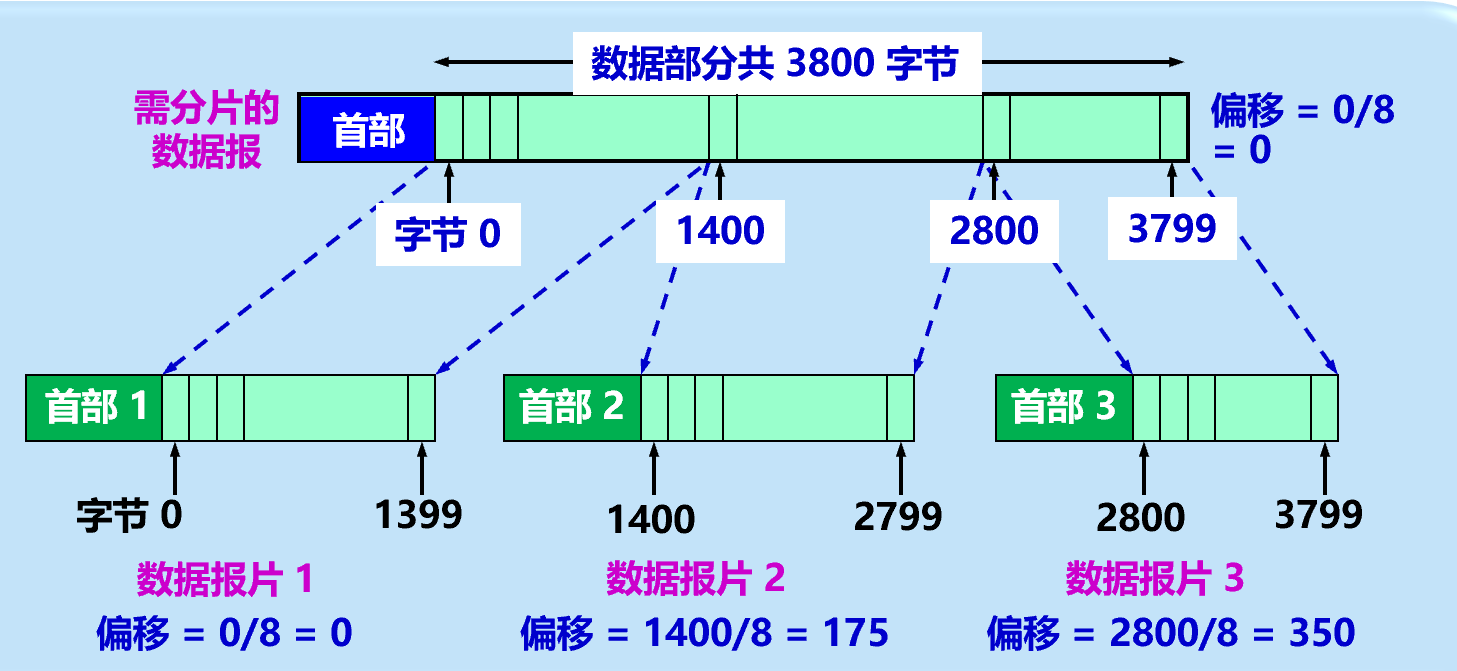 数据部分共 3800 字节
需分片的
数据报
首部
偏移 = 0/8
= 0
字节 0
1400
2800
3799
首部 1
首部 2
首部 3
字节 0
1399
1400
2799
2800
3799
数据报片 1
数据报片 2
数据报片 3
偏移 = 0/8 = 0
偏移 = 1400/8 = 175
偏移 = 2800/8 = 350